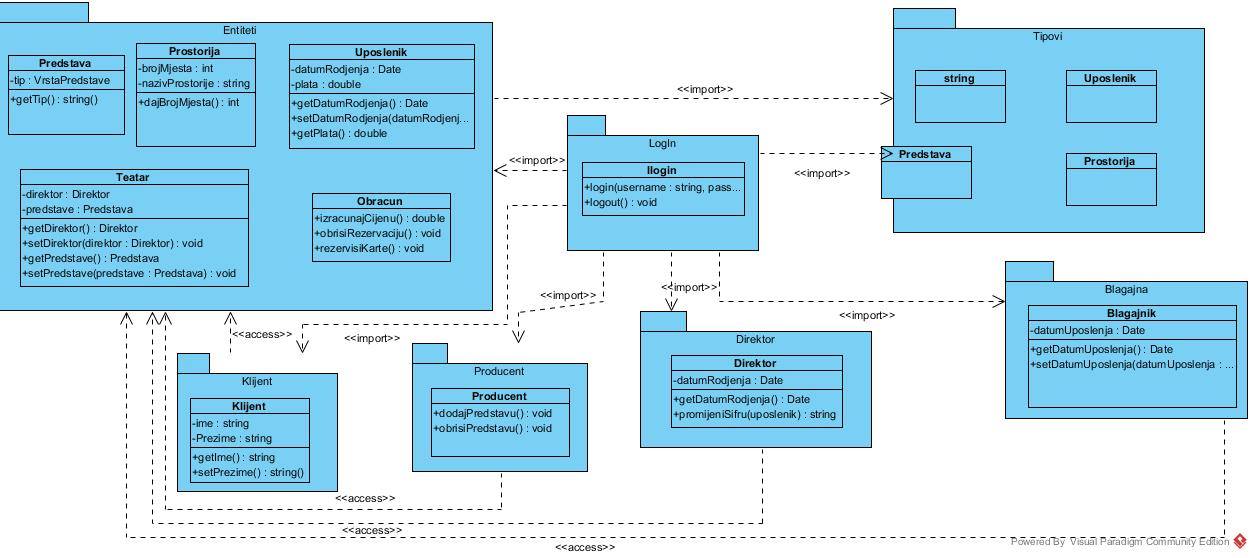 Entiteti
Predstava
-tip : VrstaPredstave
+getTip() : string()
Prostorija
-brojMjesta : int
-nazivProstorije : string
+dajBrojMjesta() : int
Uposlenik
-datumRodjenja : Date
-plata : double
+getDatumRodjenja() : Date
+setDatumRodjenja(datumRodjenj...
+getPlata() : double
Teatar
-direktor : Direktor
-predstave : Predstava
+getDirektor() : Direktor
+setDirektor(direktor : Direktor) : void
+getPredstave() : Predstava
+setPredstave(predstave : Predstava) : void
Obracun
+izracunajCijenu() : double
+obrisiRezervaciju() : void
+rezervisiKarte() : void
<<import>>
Tipovi
string
Uposlenik
Predstava
Prostorija
LogIn
Ilogin
+login(username : string, pass...
+logout() : void
<<import>>
<<import>>
<<import>>
<<import>>
<<import>>
<<import>>
<<access>>
Klijent
Klijent
-ime : string
-Prezime : string
+getIme() : string
+setPrezime() : string()
Producent
Producent
+dodajPredstavu() : void
+obrisiPredstavu() : void
Direktor
Direktor
-datumRodjenja : Date
+getDatumRodjenja() : Date
+promijeniSifru(uposlenik) : string
Blagajna
Blagajnik
-datumUposlenja : Date
+getDatumUposlenja() : Date
+setDatumUposlenja(datumUposlenja : ...
<<access>>
<<access>>
<<access>>
Powered By Visual Paradigm Community Edition